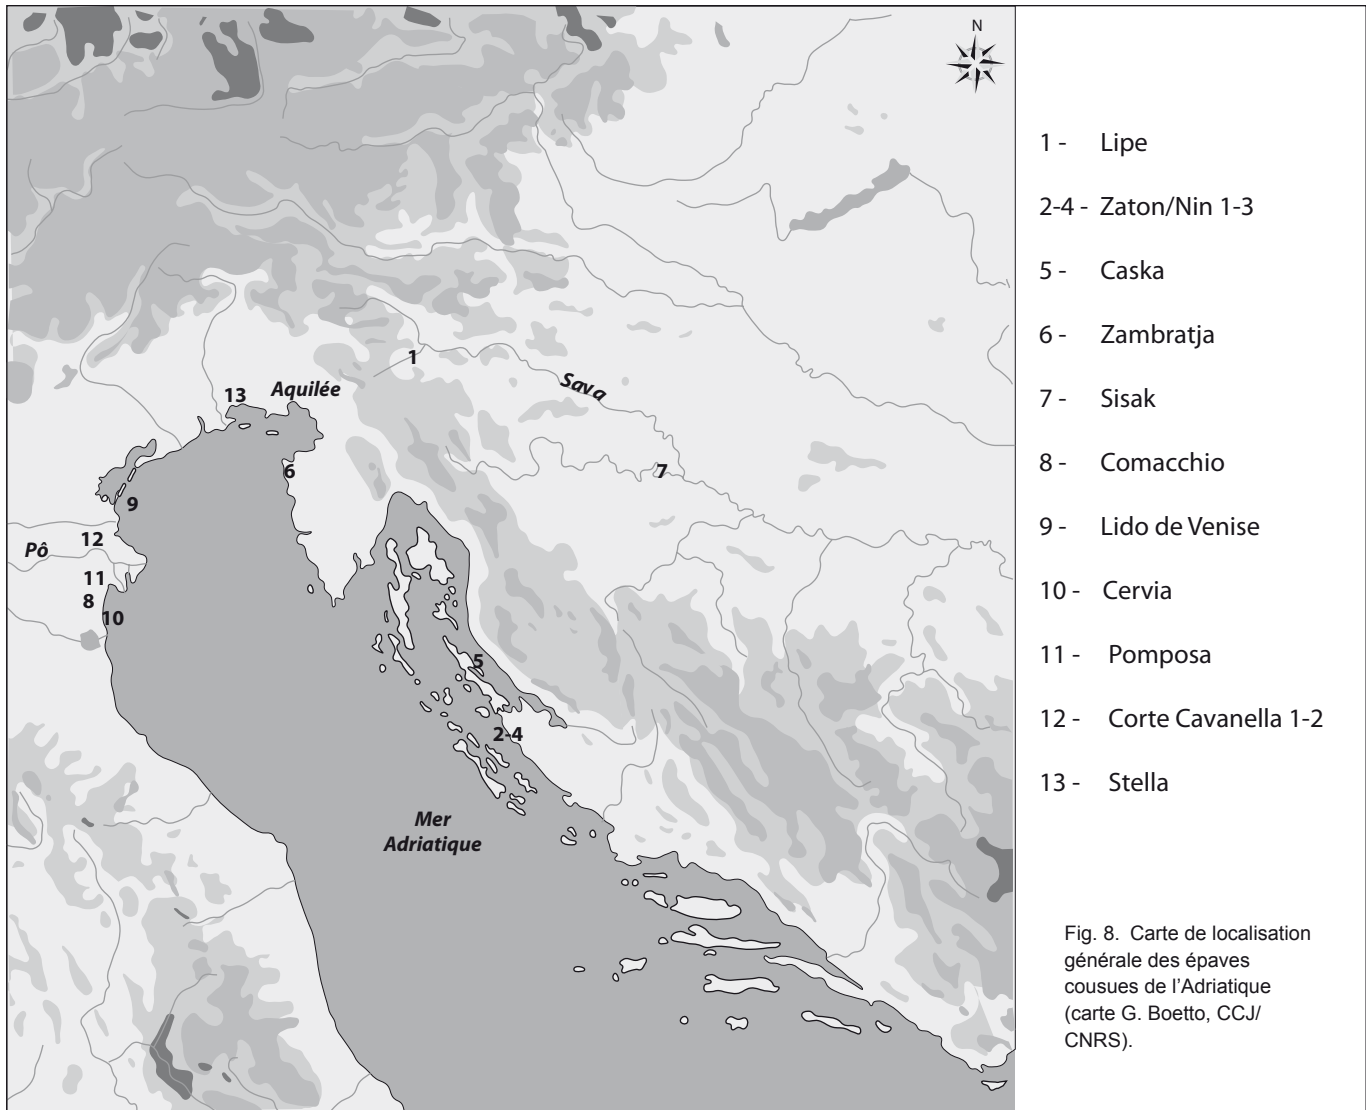 N
1
Aquilée
13
Sava
6
7
9
12
Pô
11
8
10
5
2-4
Mer
Adriatique
1 - Lipe
2-4 - Zaton/Nin 1-3
5 - Caska
6 - Zambratja
7 - Sisak
8 - Comacchio
9 - Lido de Venise
10 - Cervia
11 - Pomposa
12 - Corte Cavanella 1-2
13 - Stella
Fig. 8. Carte de localisation
générale des épaves
cousues de l’Adriatique
(carte G. Boetto, CCJ/
CNRS).